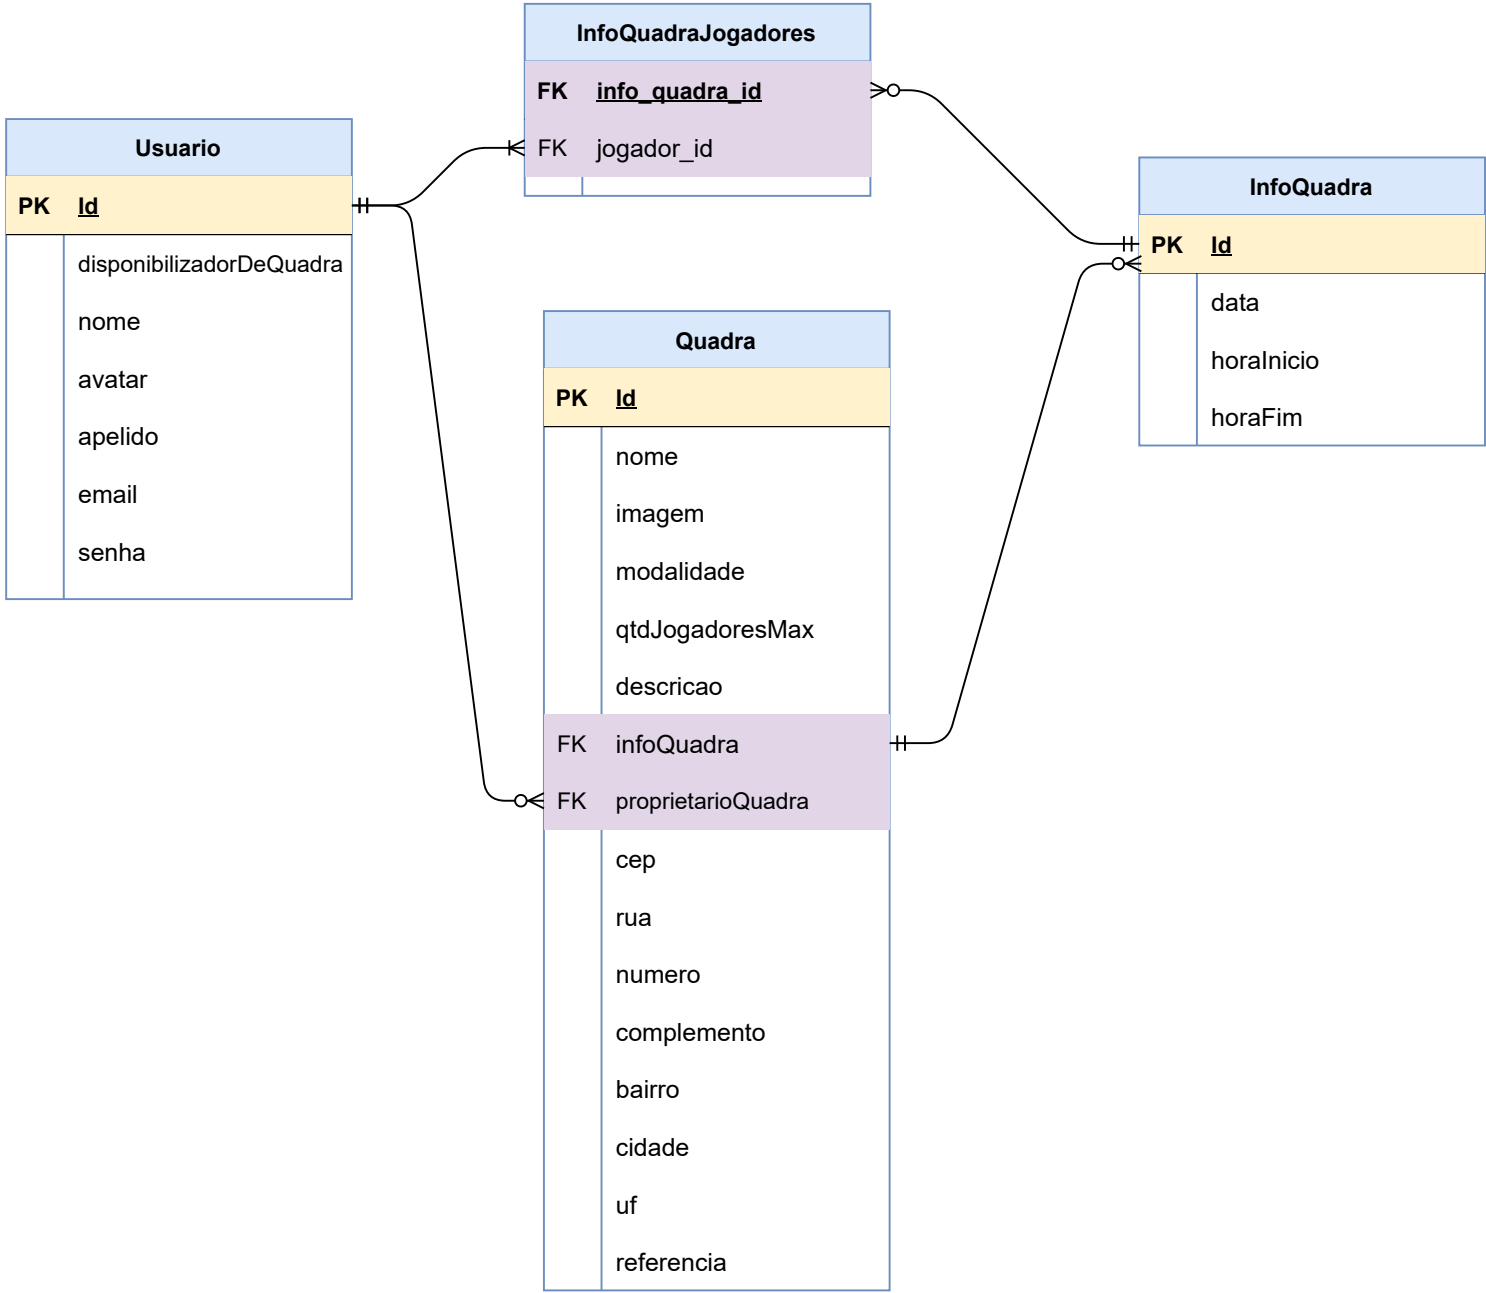 InfoQuadraJogadores
FK info_quadra_id
FK jogador_id
Usuario
PK Id
disponibilizadorDeQuadra
nome
avatar
apelido
email
senha
InfoQuadra
PK Id
data
horaInicio
horaFim
Quadra
PK Id
nome
imagem
modalidade
qtdJogadoresMax
descricao
FK infoQuadra
FK proprietarioQuadra
cep
rua
numero
complemento
bairro
cidade
uf
referencia